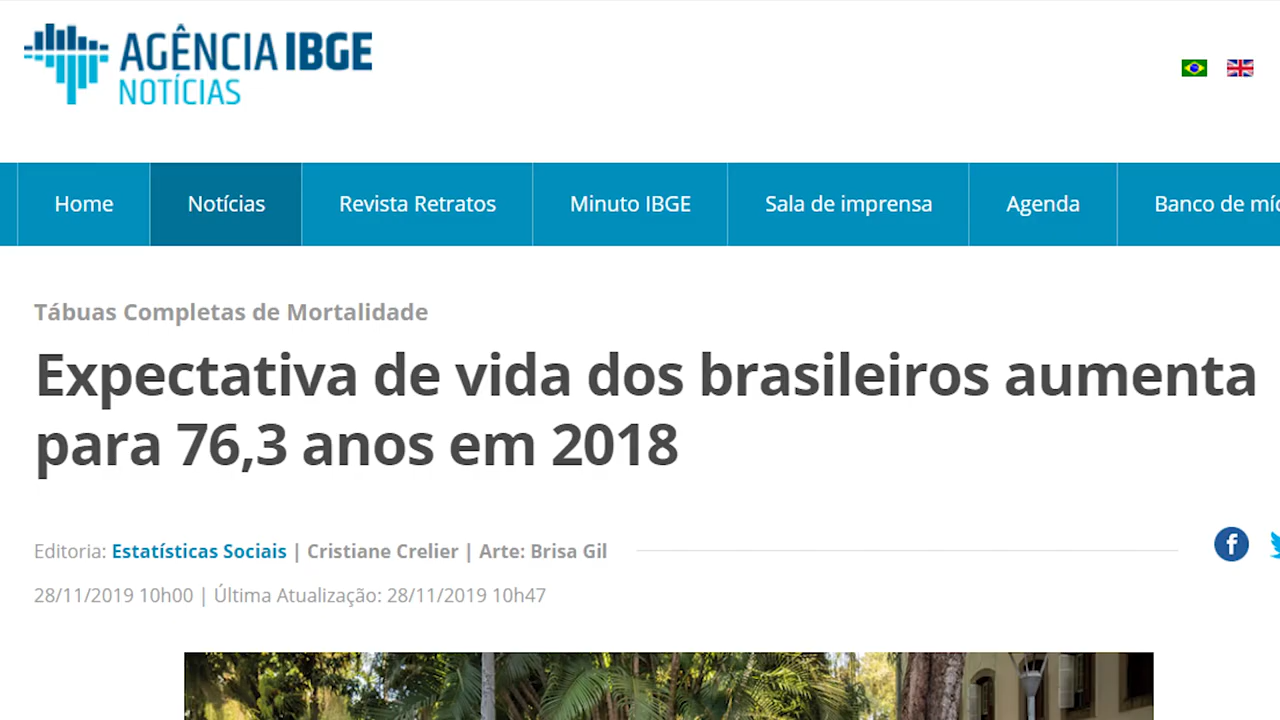 AGÊNCIA IBGE
NOTÍCIAS
Home Notícias Revista Retratos Minuto IBGE Sala de imprensa Agenda Banco de
Tábuas Completas de Mortalidade
Expectativa de vida dos brasileiros aumenta
para 76,3 anos em 2018
Editoria: Estatísticas Sociais | Cristiane Crelier | Arte: Brisa Gil
28/11/2019 10h00 | Última Atualização: 28/11/2019 10h47